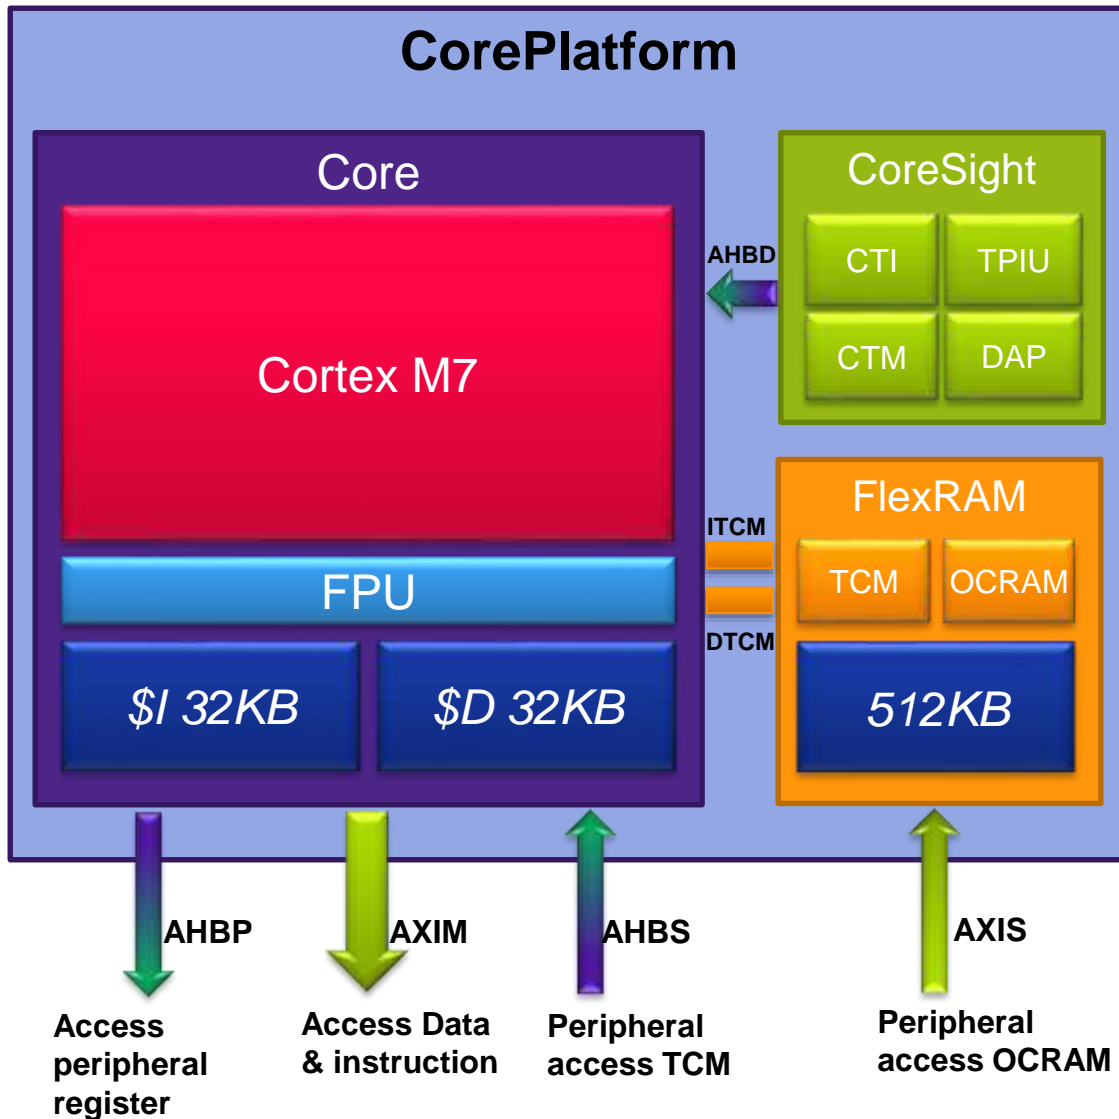 CorePlatform
Core
Cortex M7
FPU
$I 32KB
$D 32KB
AHBD
CoreSight
CTI
TPIU
CTM
DAP
ITCM
DTCM
FlexRAM
TCM
OCRAM
512KB
AHBP
AXIM
AHBS
AXIS
Access
peripheral
register
Access Data
& instruction
Peripheral
access TCM
Peripheral
access OCRAM